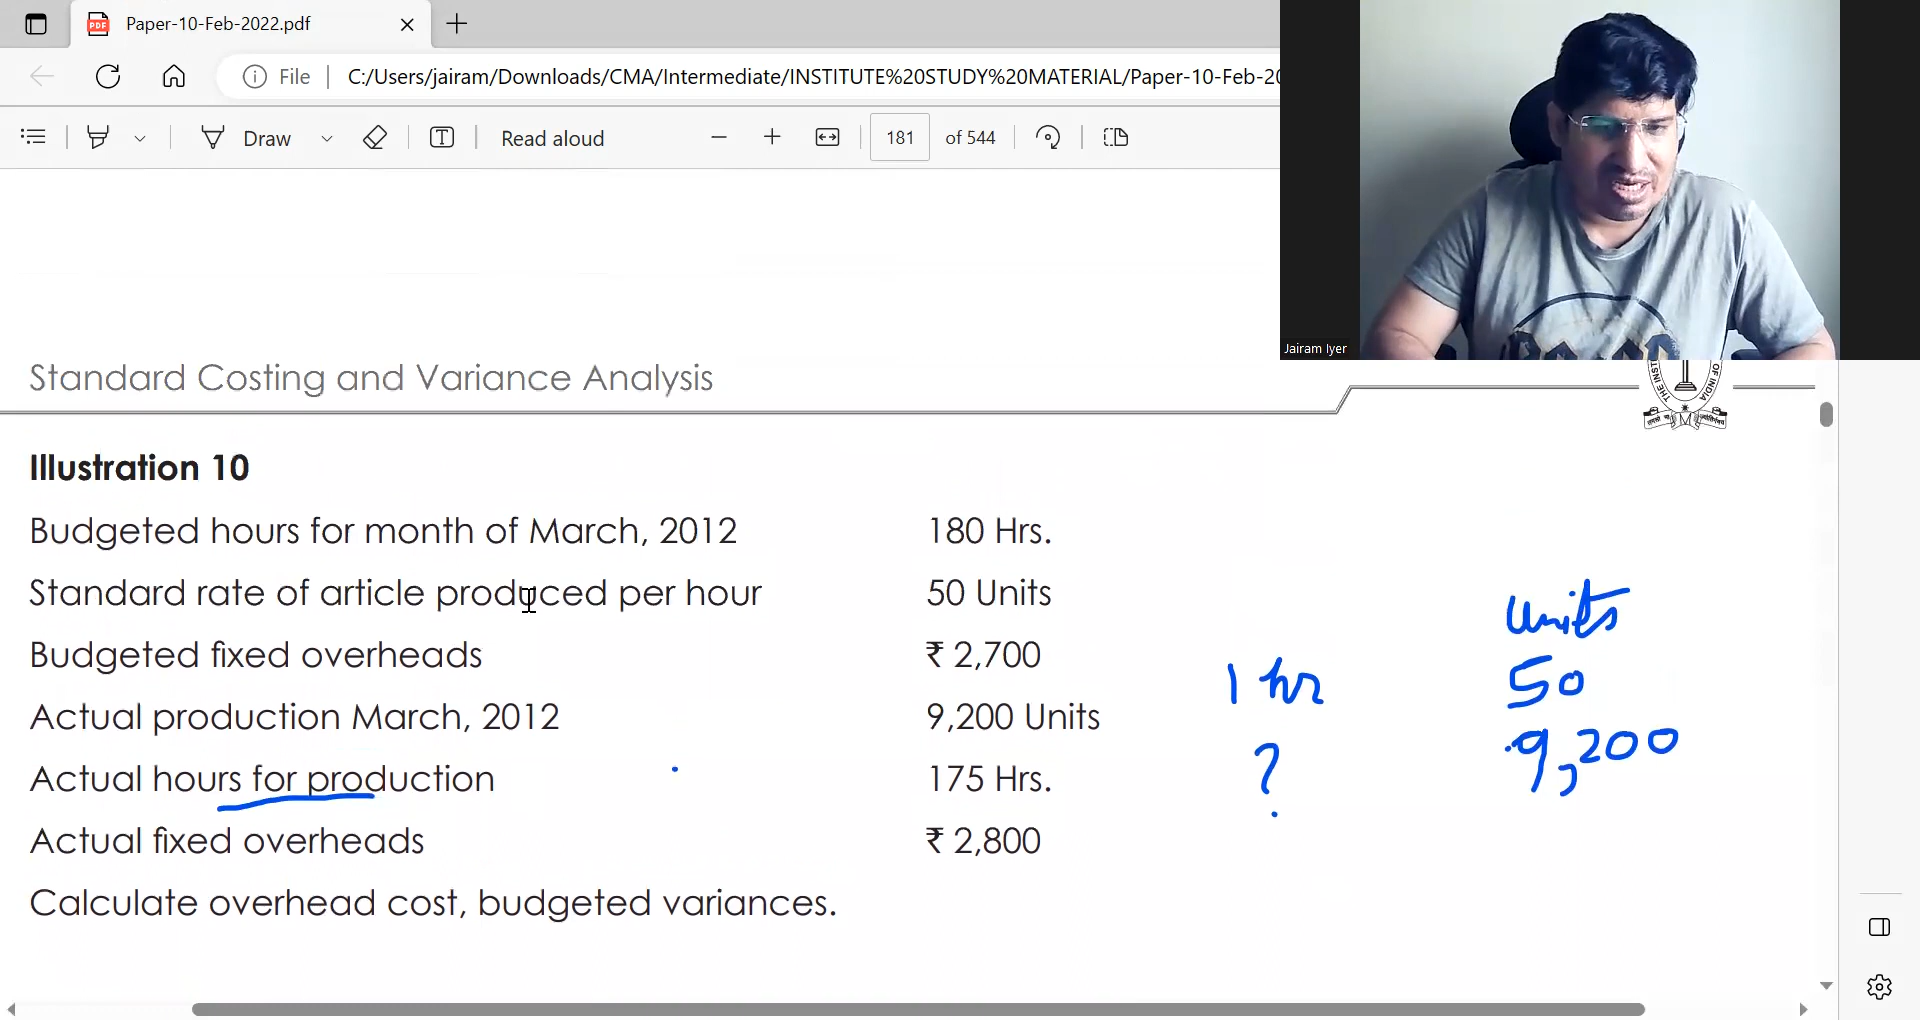 Paper-10-Feb-2022.pdf
File
C:/Users/jairam/Downloads/CMA/Intermediate/INSTITUTE%20STUDY%20MATERIAL/Paper-10-Feb-20
Draw
Read aloud
181 of 544
Jairam Iyer
Standard Costing and Variance Analysis
Illustration 10
Budgeted hours for month of March, 2012 180 Hrs.
Standard rate of article produced per hour 50 Units
units
Budgeted fixed overheads ₹ 2,700
1 hr 50
Actual production March, 2012 9,200 Units
? 9,200
Actual hours for production 175 Hrs.
Actual fixed overheads ₹ 2,800
Calculate overhead cost, budgeted variances.